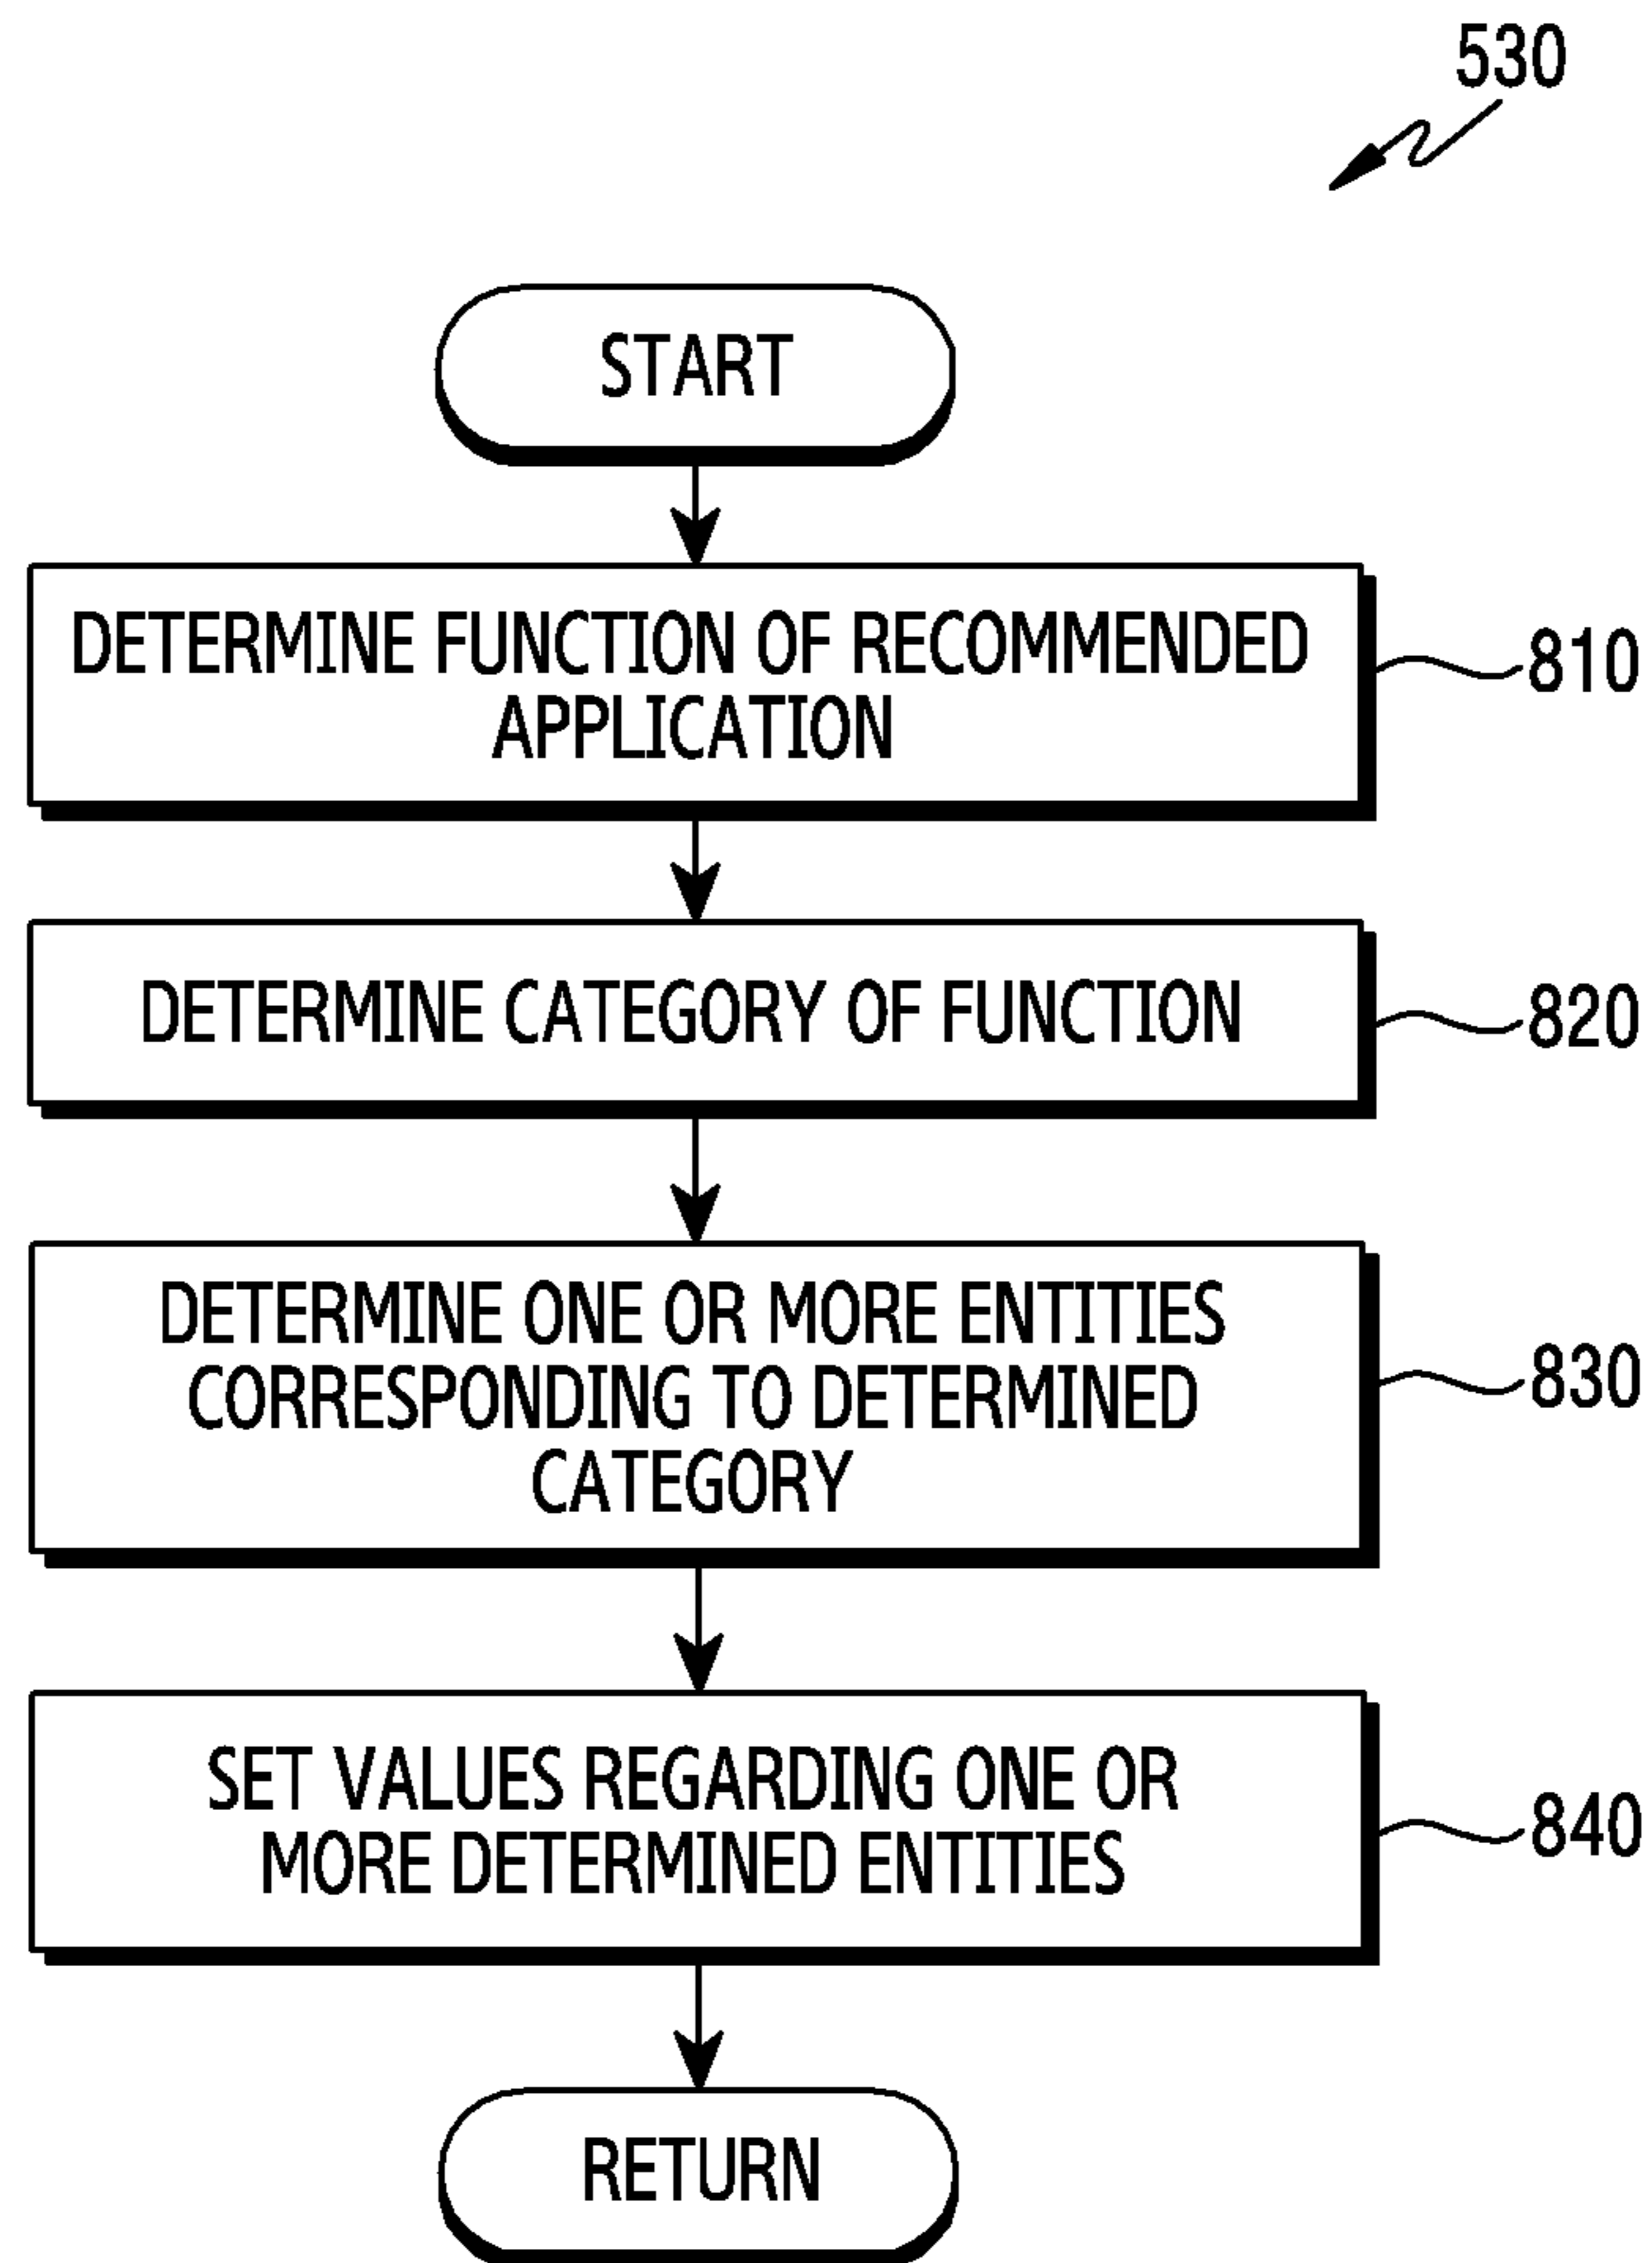 530
START
DETERMINE FUNCTION OF RECOMMENDED
APPLICATION
810
DETERMINE CATEGORY OF FUNCTION
820
DETERMINE ONE OR MORE ENTITIES
CORRESPONDING TO DETERMINED
CATEGORY
830
SET VALUES REGARDING ONE OR
MORE DETERMINED ENTITIES
840
RETURN